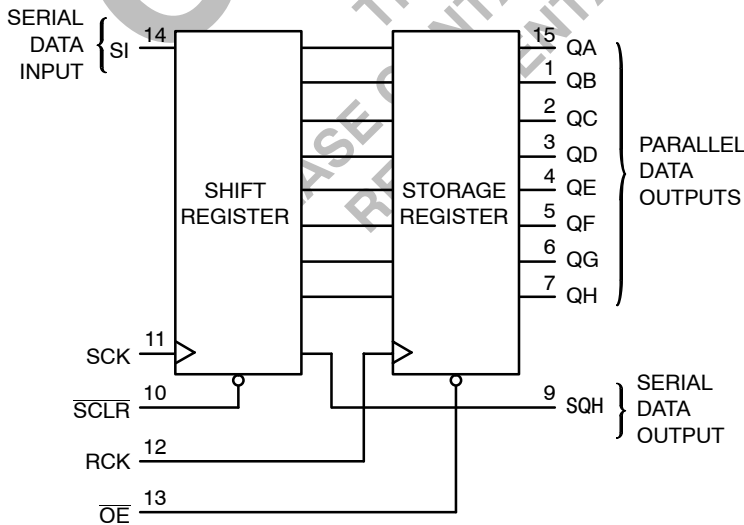 SERIAL
DATA
INPUT
SI
14
SHIFT
REGISTER
STORAGE
REGISTER
15 QA
1 QB
2 QC
3 QD
4 QE
5 QF
6 QG
7 QH
PARALLEL
DATA
OUTPUTS
SCK 11
SCLR 10
RCK 12
OE 13
9 SQH
SERIAL
DATA
OUTPUT